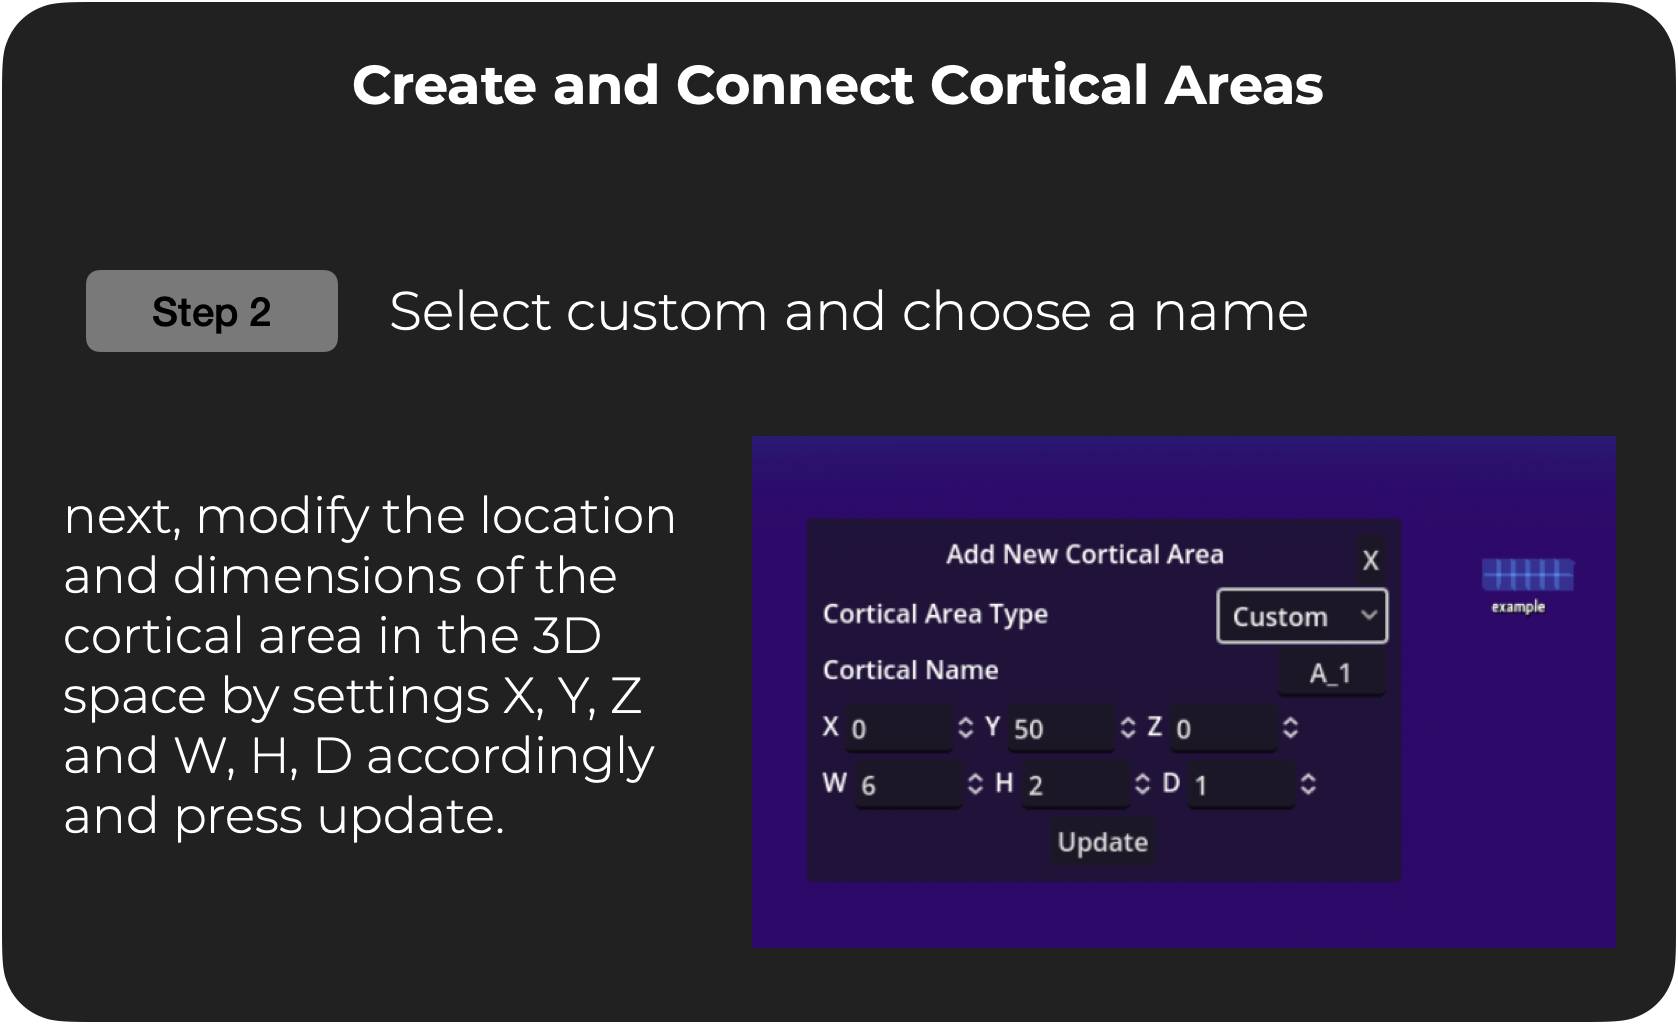 Create and Connect Cortical Areas
Step 2
Select custom and choose a name
next, modify the location
and dimensions of the
cortical area in the 3D
space by settings X, Y, Z
and W, H, D accordingly
and press update.
Add New Cortical Area X
Cortical Area Type Custom
Cortical Name A_1
X 0 Y 50 Z 0
W 6 H 2 D 1
Update
example